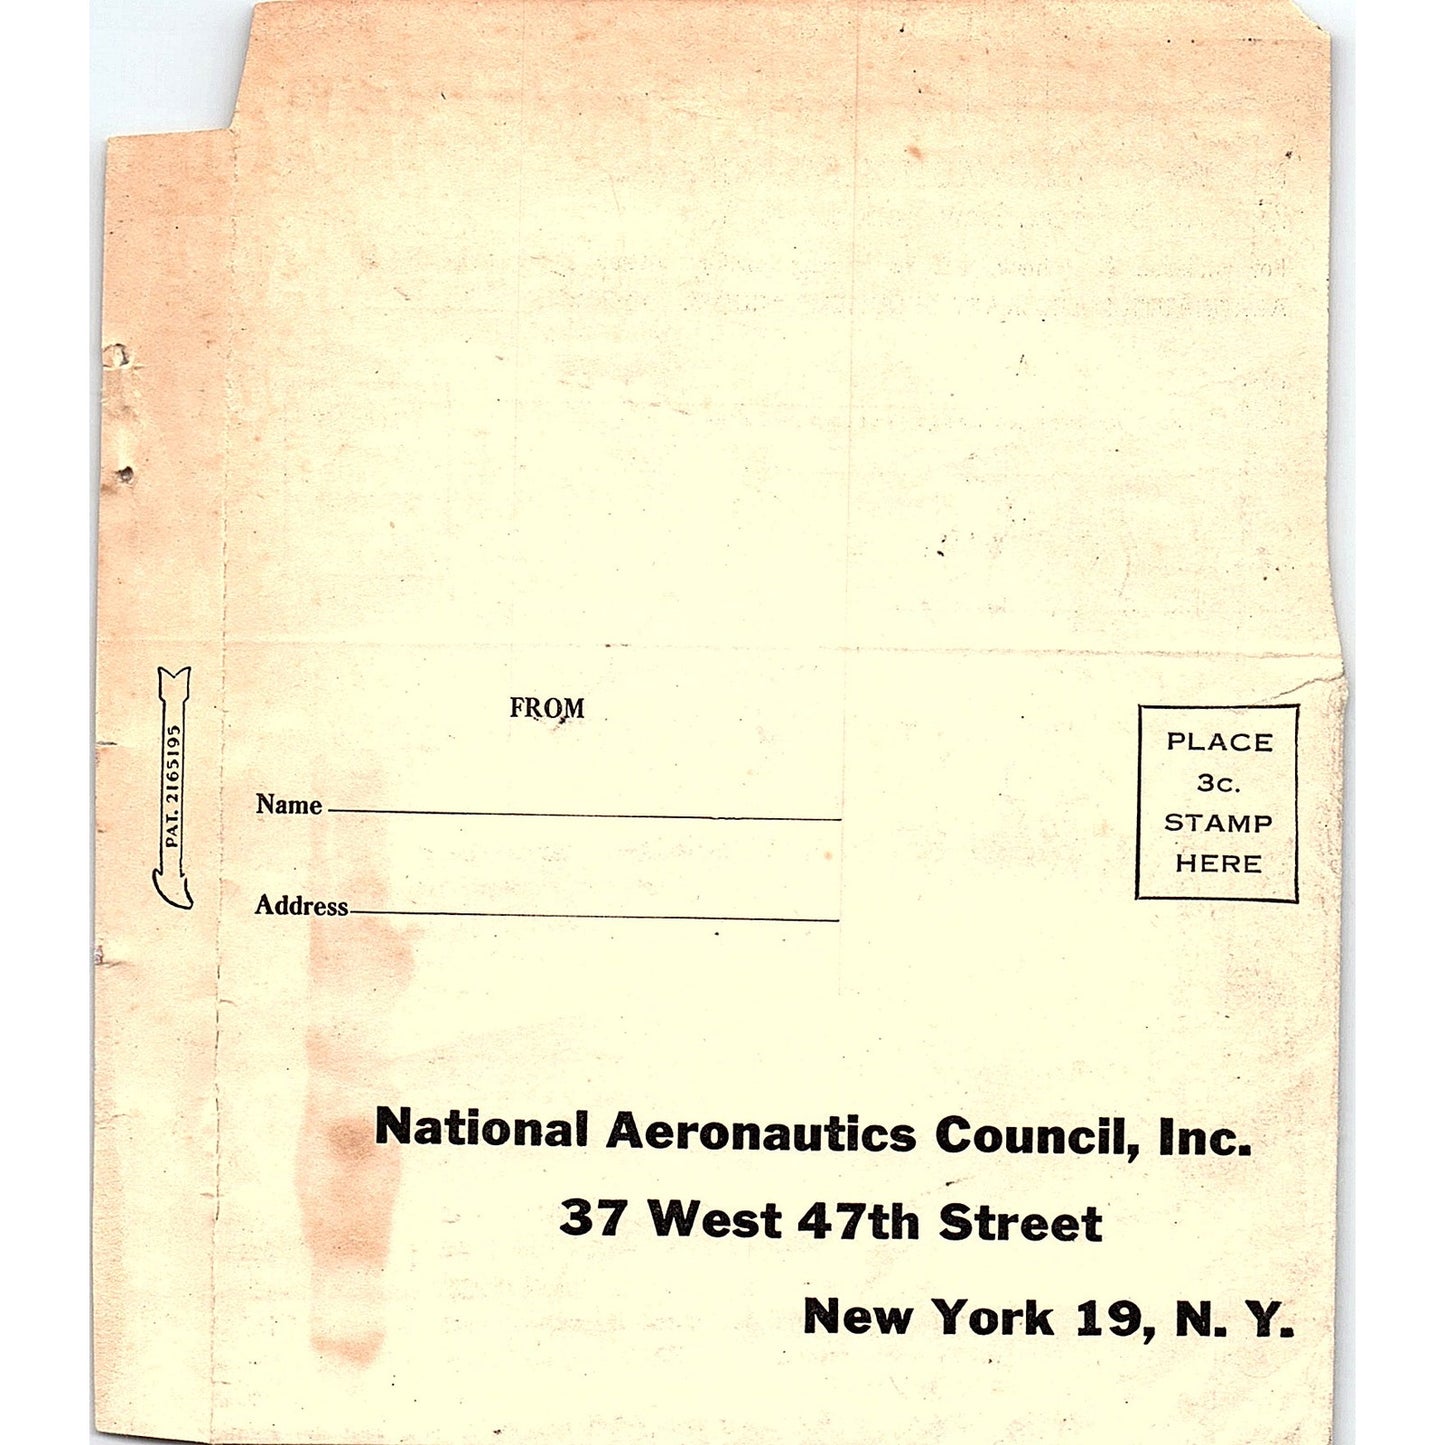 FROM
Name
Address
PLACE
3c.
STAMP
HERE
PAT. 2165195
National Aeronautics Council, Inc.
37 West 47th Street
New York 19, N. Y.